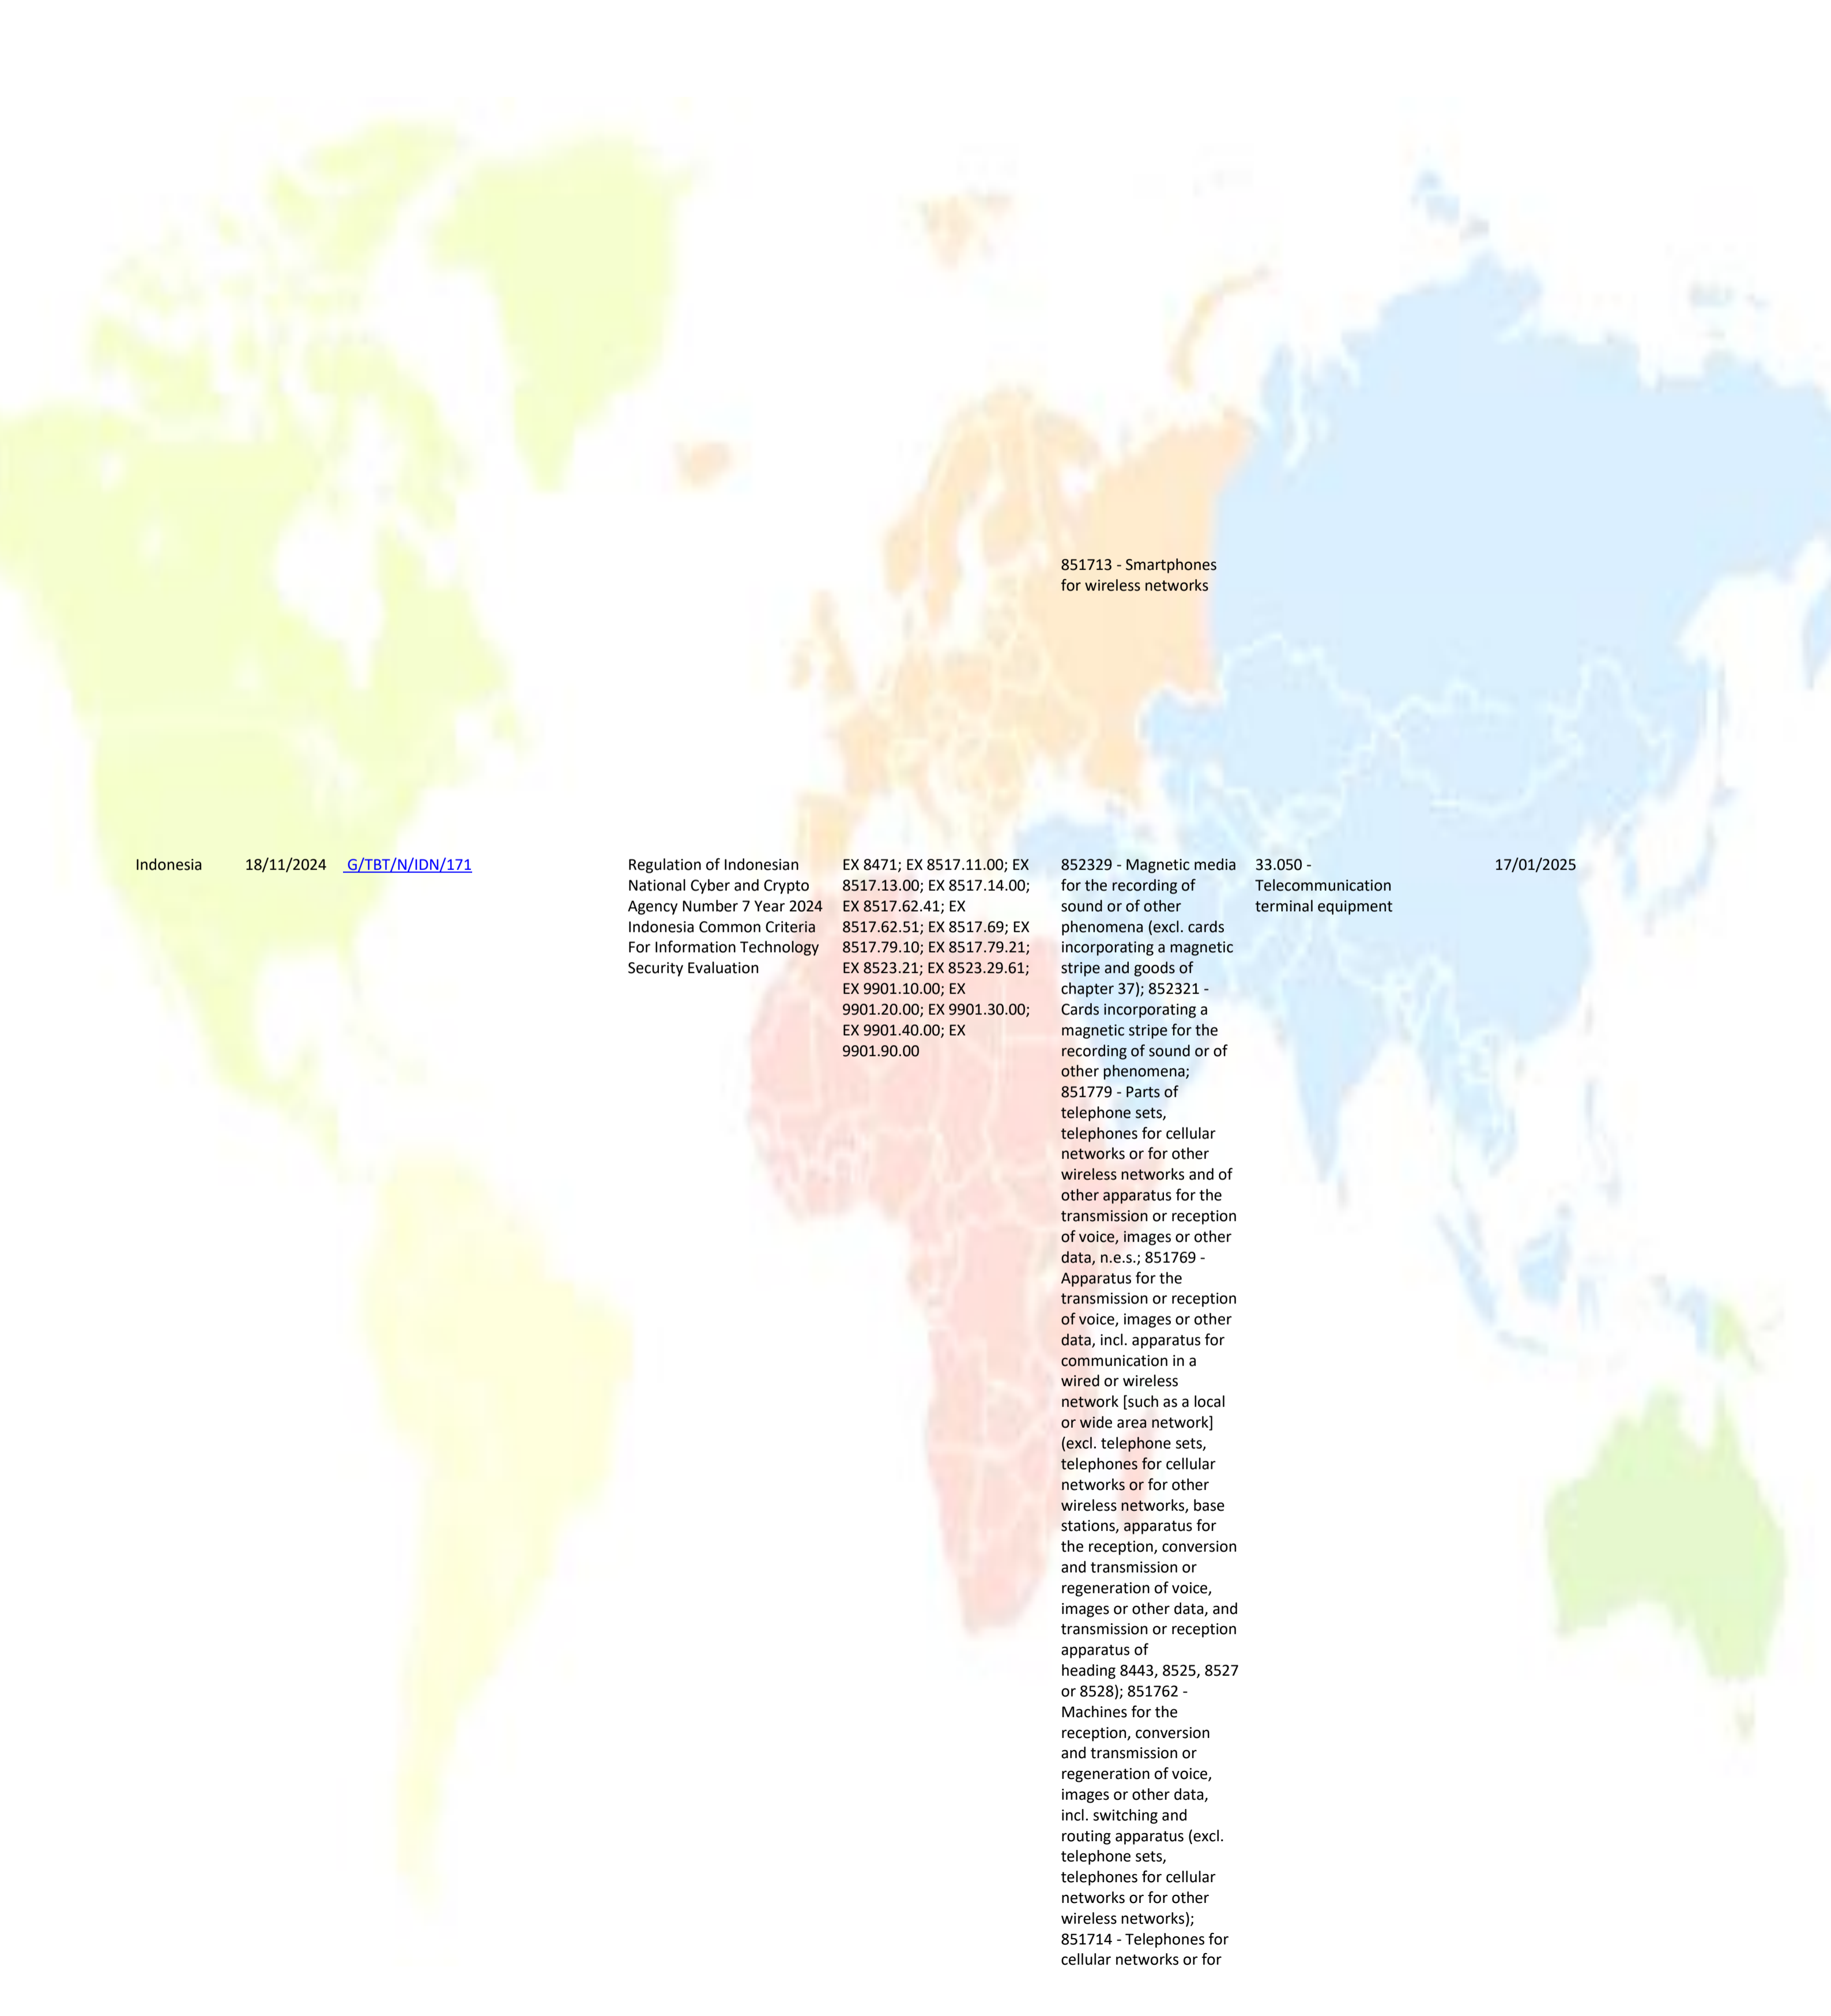 851713 - Smartphones
for wireless networks
Indonesia
18/11/2024
G/TBT/N/IDN/171
Regulation of Indonesian
National Cyber and Crypto
Agency Number 7 Year 2024
Indonesia Common Criteria
For Information Technology
Security Evaluation
EX 8471; EX 8517.11.00; EX
8517.13.00; EX 8517.14.00;
EX 8517.62.41; EX
8517.62.51; EX 8517.69; EX
8517.79.10; EX 8517.79.21;
EX 8523.21; EX 8523.29.61;
EX 9901.10.00; EX
9901.20.00; EX 9901.30.00;
EX 9901.40.00; EX
9901.90.00
852329 - Magnetic media
for the recording of
sound or of other
phenomena (excl. cards
incorporating a magnetic
stripe and goods of
chapter 37); 852321 -
Cards incorporating a
magnetic stripe for the
recording of sound or of
other phenomena;
851779 - Parts of
telephone sets,
telephones for cellular
networks or for other
wireless networks and of
other apparatus for the
transmission or reception
of voice, images or other
data, n.e.s.; 851769 -
Apparatus for the
transmission or reception
of voice, images or other
data, incl. apparatus for
communication in a
wired or wireless
network [such as a local
or wide area network]
(excl. telephone sets,
telephones for cellular
networks or for other
wireless networks, base
stations, apparatus for
the reception, conversion
and transmission or
regeneration of voice,
images or other data, and
transmission or reception
apparatus of
heading 8443, 8525, 8527
or 8528); 851762 -
Machines for the
reception, conversion
and transmission or
regeneration of voice,
images or other data,
incl. switching and
routing apparatus (excl.
telephone sets,
telephones for cellular
networks or for other
wireless networks);
851714 - Telephones for
cellular networks or for
33.050 -
Telecommunication
terminal equipment
17/01/2025